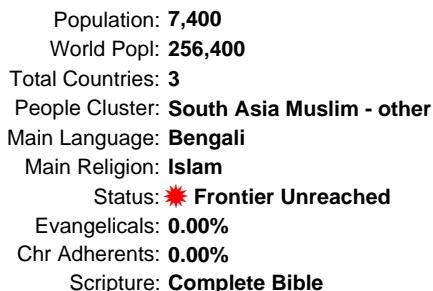 Population: 7,400
World Popl: 256,400
Total Countries: 3
People Cluster: South Asia Muslim - other
Main Language: Bengali
Main Religion: Islam
Status: Frontier Unreached
Evangelicals: 0.00%
Chr Adherents: 0.00%
Scripture: Complete Bible